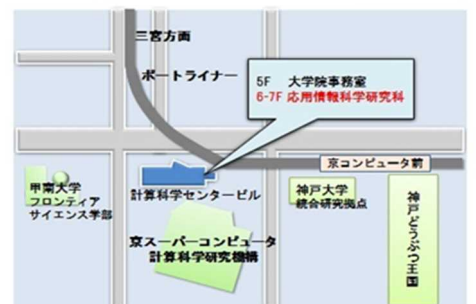 三宮方面
ポートライナー
5F 大学院事務室
6-7F 応用情報科学研究科
京コンピュータ前
甲南大学
フロンティア
サイエンス学部
計算科学センタービル
神戸大学
統合研究拠点
神戸どうぶつ王国
京スーパーコンピュータ
計算科学研究機構